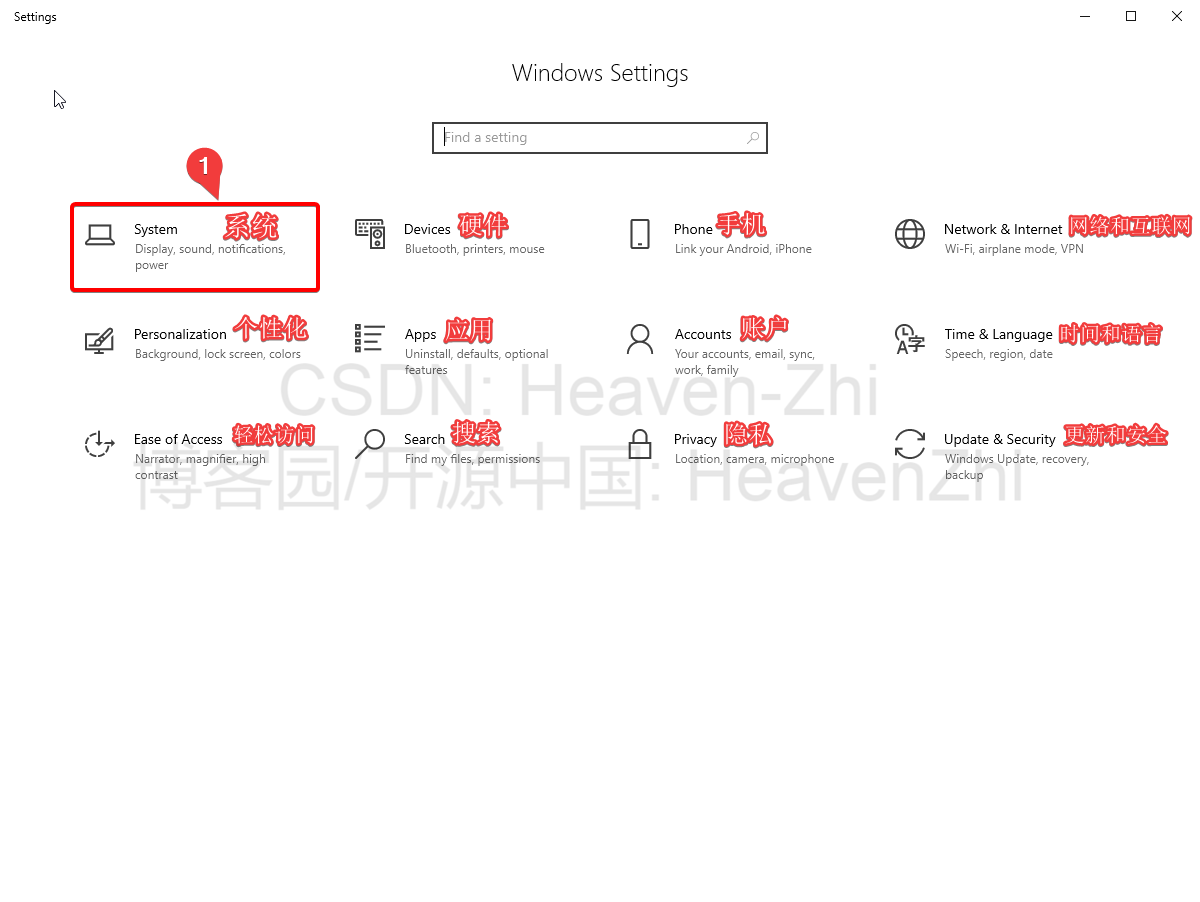 Settings
Windows Settings
Find a setting
1
System 系统
Display, sound, notifications,
power
Devices 硬件
Bluetooth, printers, mouse
Phone 手机
Link your Android, iPhone
Network & Internet 网络和互联网
Wi-Fi, airplane mode, VPN
Personalization 个性化
Background, lock screen, colors
Apps 应用
Uninstall, defaults, optional
features
Accounts 账户
Your accounts, email, sync,
work, family
Time & Language 时间和语言
Speech, region, date
CSDN: Heaven-Zhi
Ease of Access 轻松访问
Narrator, magnifier, high
contrast
Search 搜索
Find my files, permissions
Privacy 隐私
Location, camera, microphone
Update & Security 更新和安全
Windows Update, recovery,
backup
博客园/开源中国: HeavenZhi